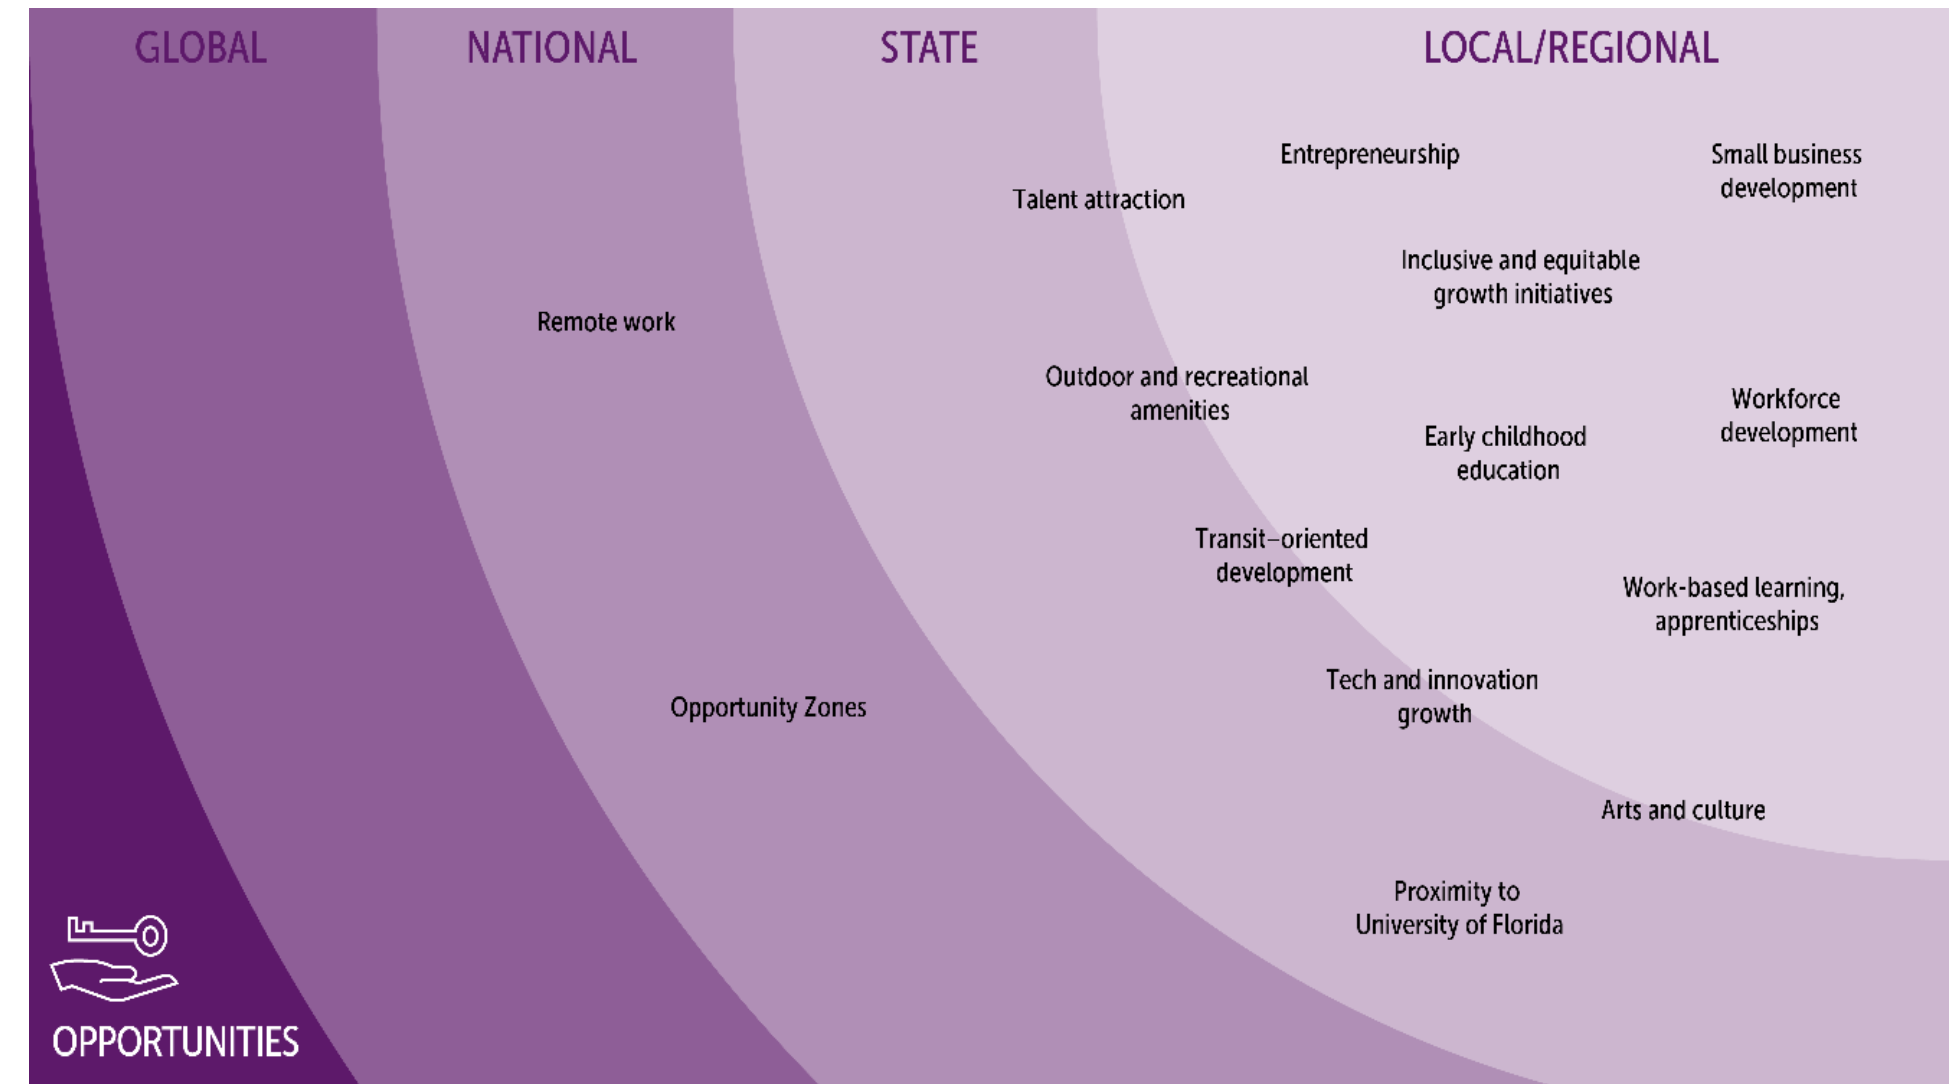 GLOBAL
NATIONAL
STATE
LOCAL/REGIONAL
Entrepreneurship
Small business
development
Talent attraction
Inclusive and equitable
growth initiatives
Remote work
Outdoor and recreational
amenities
Workforce
development
Early childhood
education
Transit–oriented
development
Work-based learning,
apprenticeships
Tech and innovation
growth
Opportunity Zones
Arts and culture
Proximity to
University of Florida
OPPORTUNITIES